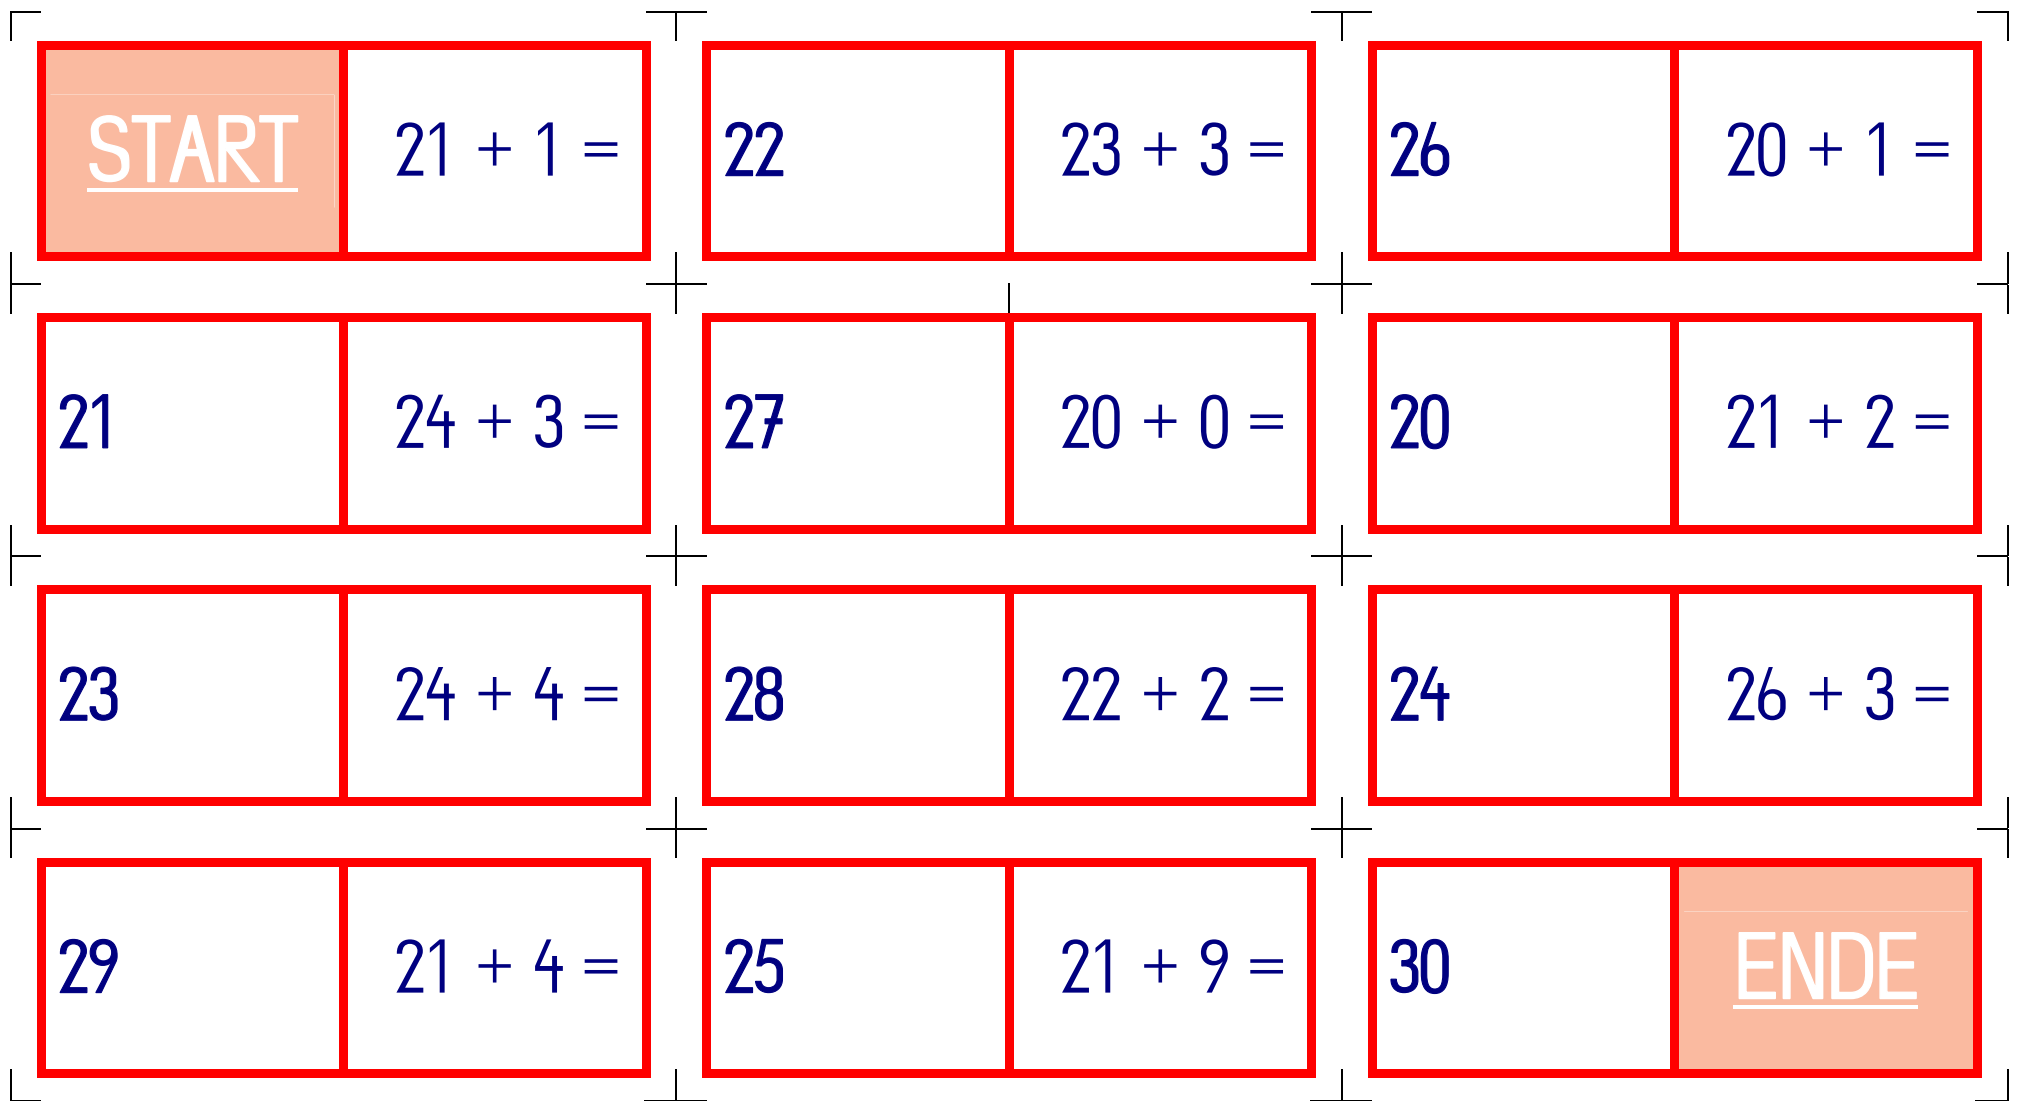 START 21 + 1 = 22 23 + 3 = 26 20 + 1 =
21 24 + 3 = 27 20 + 0 = 20 21 + 2 =
23 24 + 4 = 28 22 + 2 = 24 26 + 3 =
29 21 + 4 = 25 21 + 9 = 30 ENDE